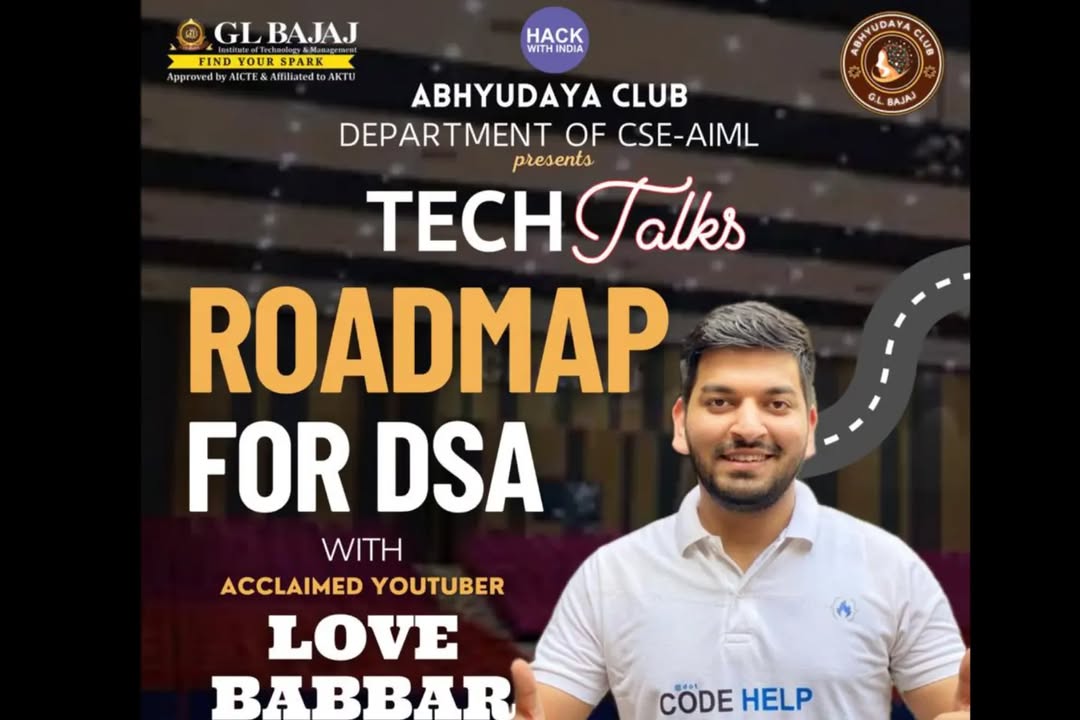 GL BAJAJ
Institute of Technology & Management
FIND YOUR SPARK
Approved by AICTE & Affiliated to AKTU
HACK
WITH INDIA
ABHYUDAYA CLUB
G.L. BAJAJ
ABHYUDAYA CLUB
DEPARTMENT OF CSE-AIML
presents
TECH Talks
ROADMAP
FOR DSA
WITH
ACCLAIMED YOUTUBER
LOVE
BABBAR
@dot
CODE HELP